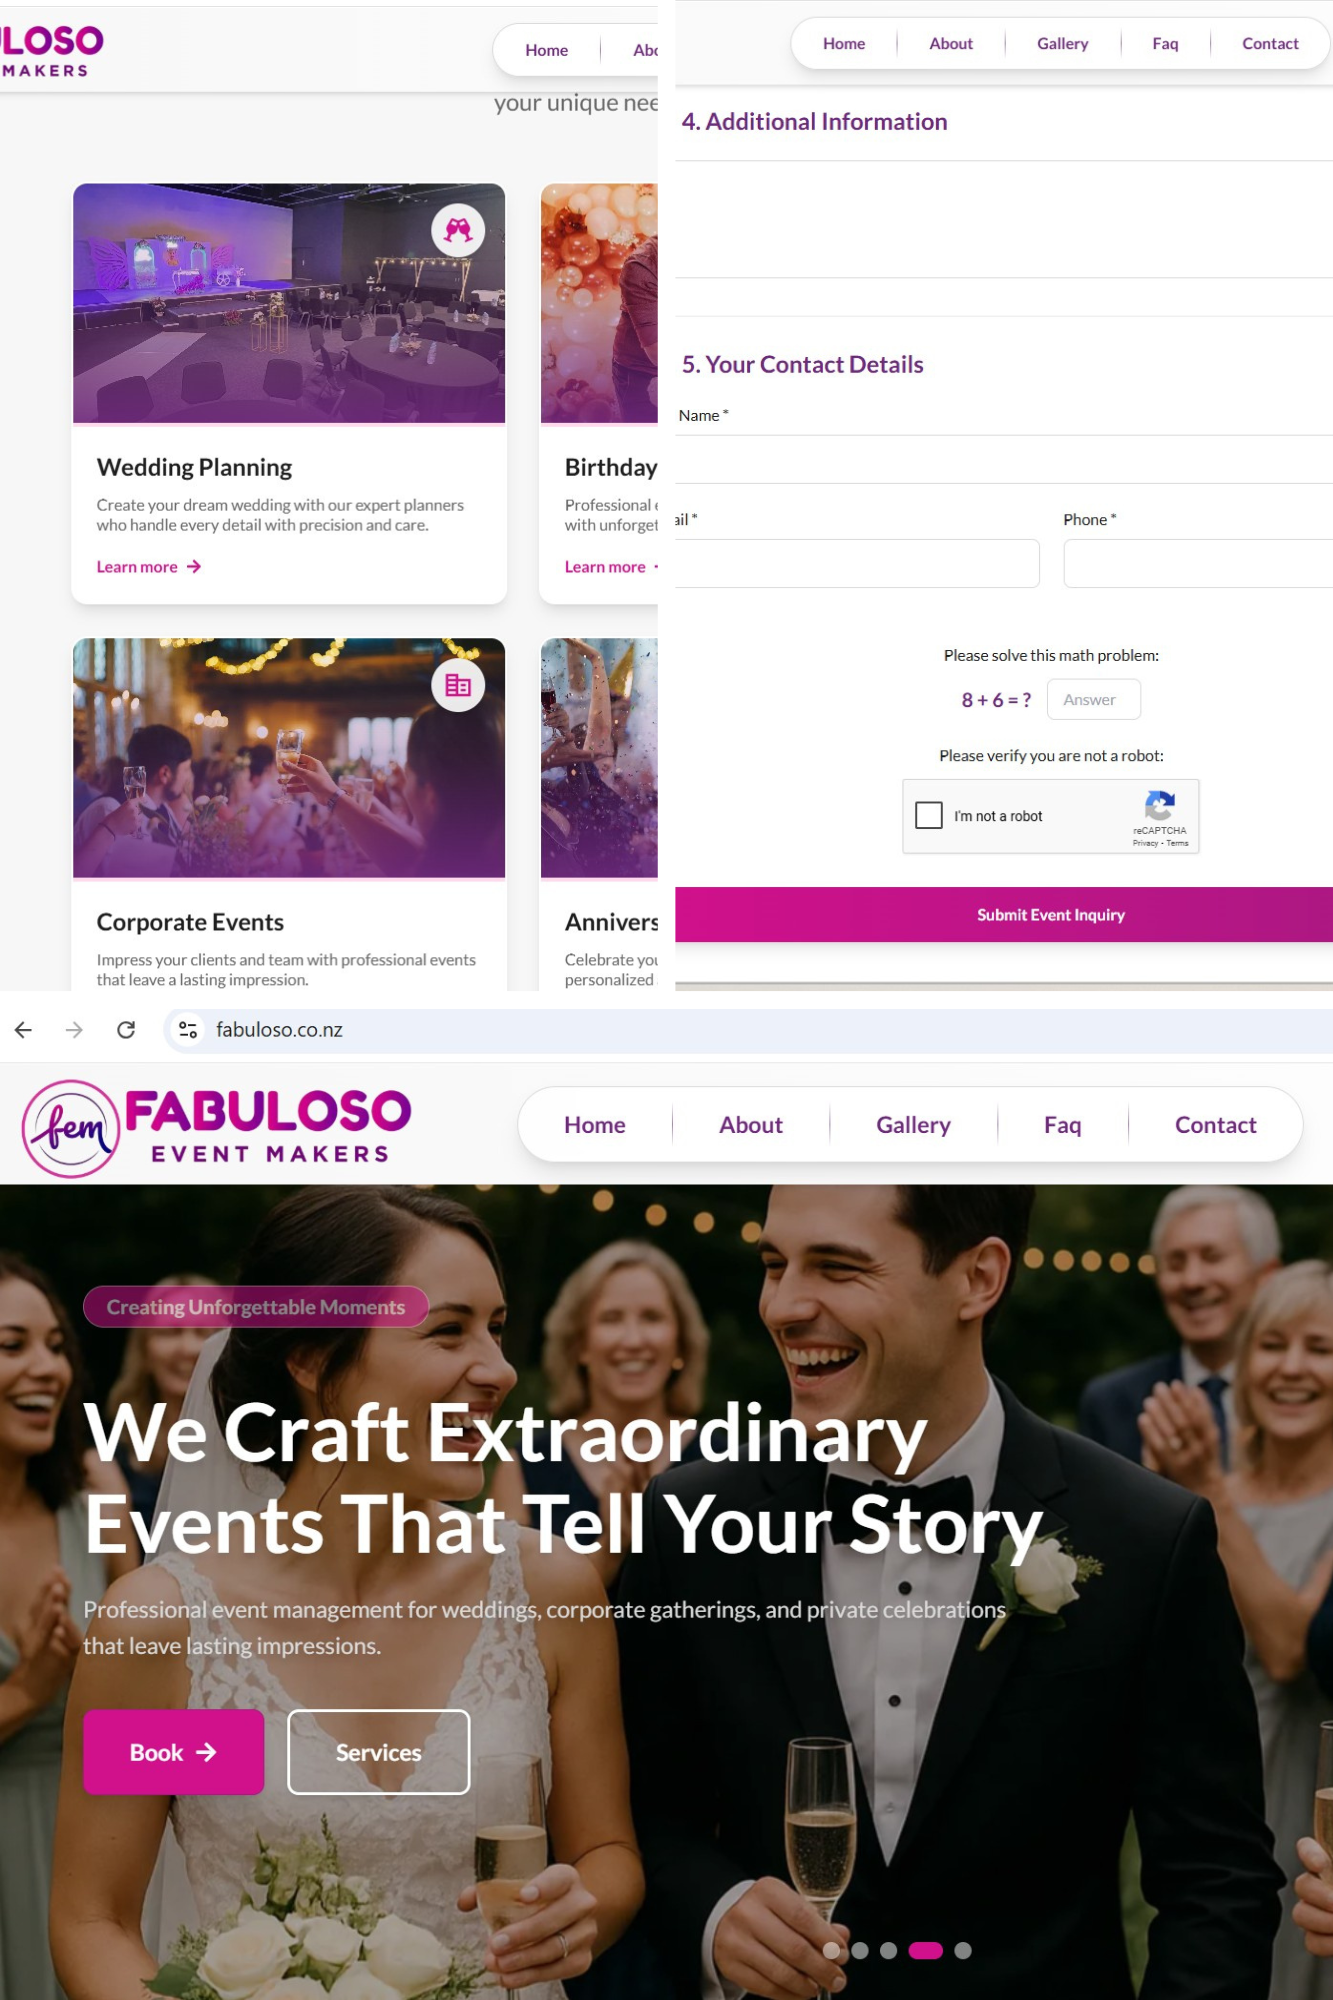 LOSO
MAKERS
Home
your unique
Wedding Planning
Create your dream wedding with our expert planners
who handle every detail with precision and care.
Learn more
Birthday
Professional
Learn more
Corporate Events
Impress your clients and team with professional events
that leave a lasting impression.
Annivers
Celebrate
personalized
Home
About
Gallery
Faq
Contact
4. Additional Information
5. Your Contact Details
Name *
ail *
Phone *
Please solve this math problem:
8 + 6 = ?
Answer
Please verify you are not a robot:
I'm not a robot
reCAPTCHA
Privacy - Terms
Submit Event Inquiry
fabuloso.co.nz
fem
FABULOSO
EVENT MAKERS
Home
About
Gallery
Faq
Contact
Creating Unforgettable Moments
We Craft Extraordinary
Events That Tell Your Story
Professional event management for weddings, corporate gatherings, and private celebrations
that leave lasting impressions.
Book
Services